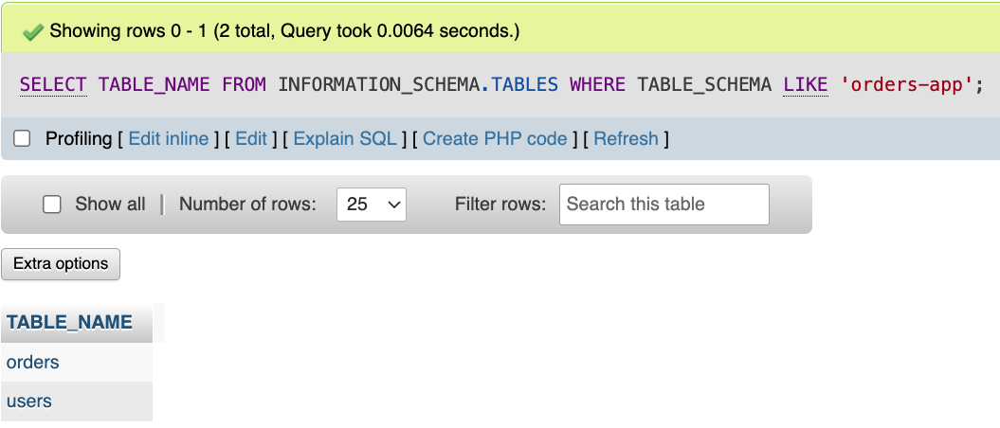 Showing rows 0 - 1 (2 total, Query took 0.0064 seconds.)
SELECT TABLE_NAME FROM INFORMATION_SCHEMA.TABLES WHERE TABLE_SCHEMA LIKE 'orders-app';
Profiling [ Edit inline ] [ Edit ] [ Explain SQL ] [ Create PHP code ] [ Refresh ]
Show all | Number of rows: 25 Filter rows: Search this table
Extra options
TABLE_NAME
orders
users